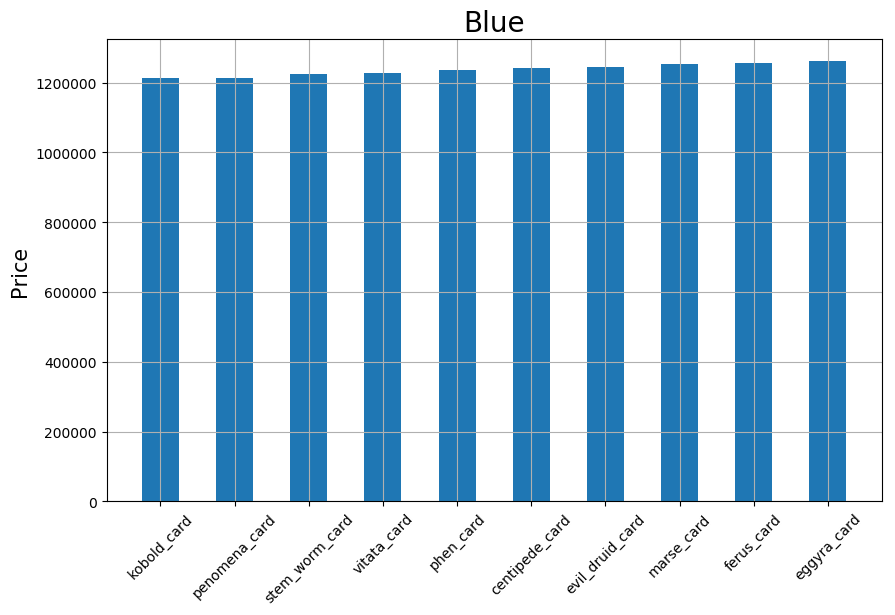 Blue
Price
1200000
1000000
800000
600000
400000
200000
0
kobold_card
penomena_card
stem_worm_card
vitata_card
phen_card
centipede_card
evil_druid_card
marse_card
ferus_card
eggyra_card